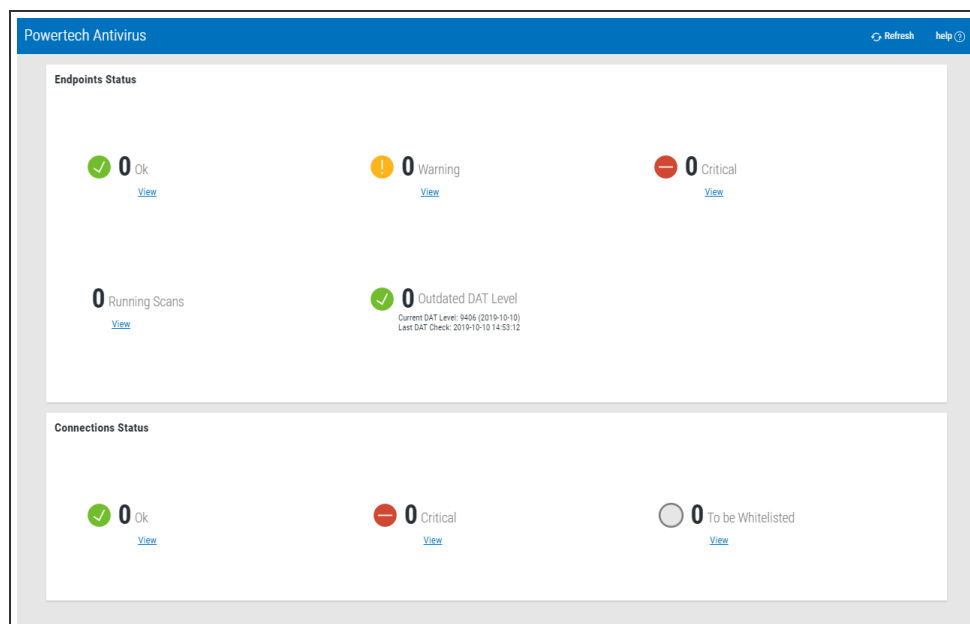 Powertech Antivirus
Refresh help ?
Endpoints Status
0 Ok
View
0 Warning
View
0 Critical
View
0 Running Scans
View
0 Outdated DAT Level
Current DAT Level: 9406 (2019-10-10)
Last DAT Check: 2019-10-10 14:53:12
Connections Status
0 Ok
View
0 Critical
View
0 To be Whitelisted
View